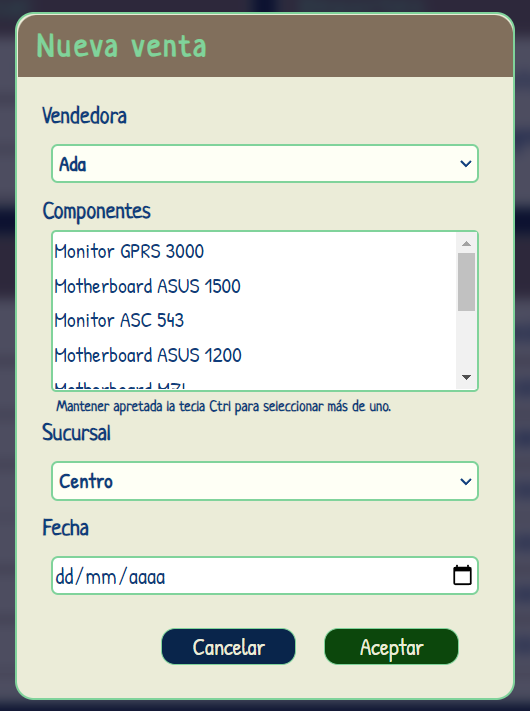 Nueva venta
Vendedora
Ada
Componentes
Monitor GPRS 3000
Motherboard ASUS 1500
Monitor ASC 543
Motherboard ASUS 1200
Motherboard
Mantener apretada la tecla Ctrl para seleccionar más de uno.
Sucursal
Centro
Fecha
dd/mm/aaaa
Cancelar
Aceptar